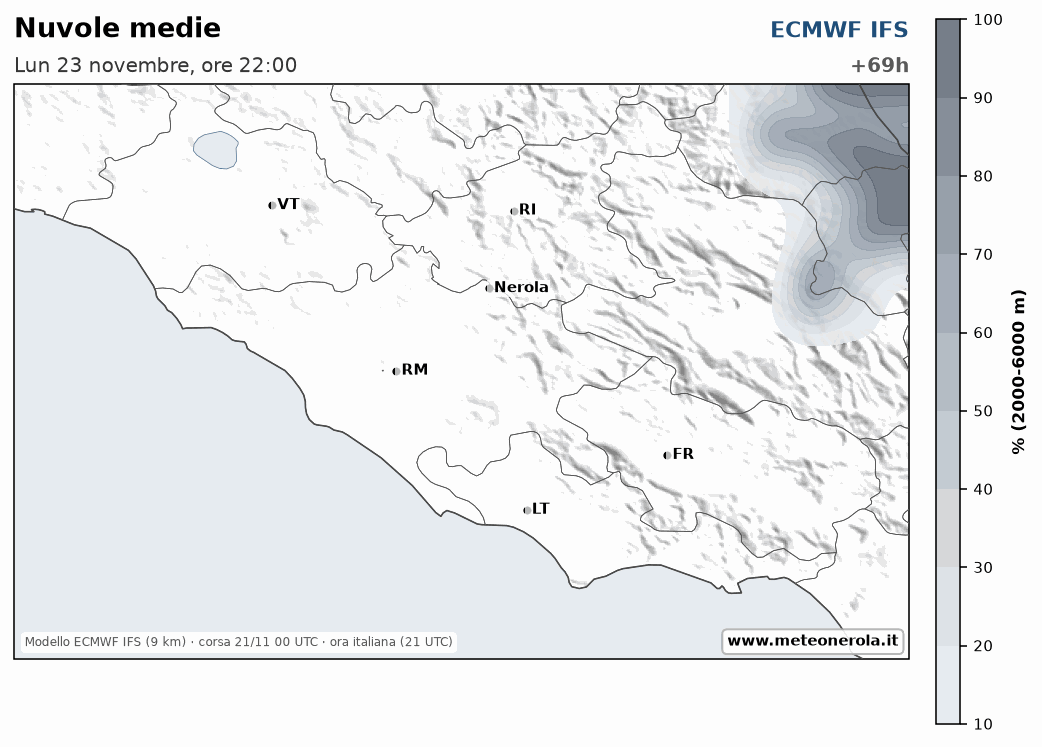 Nuvole medie
ECMWF IFS
Lun 23 novembre, ore 22:00
+69h
VT
RI
Nerola
RM
FR
LT
Modello ECMWF IFS (9 km) · corsa 21/11 00 UTC · ora italiana (21 UTC)
www.meteonerola.it
100
90
80
70
60
50
40
30
20
10
% (2000-6000 m)